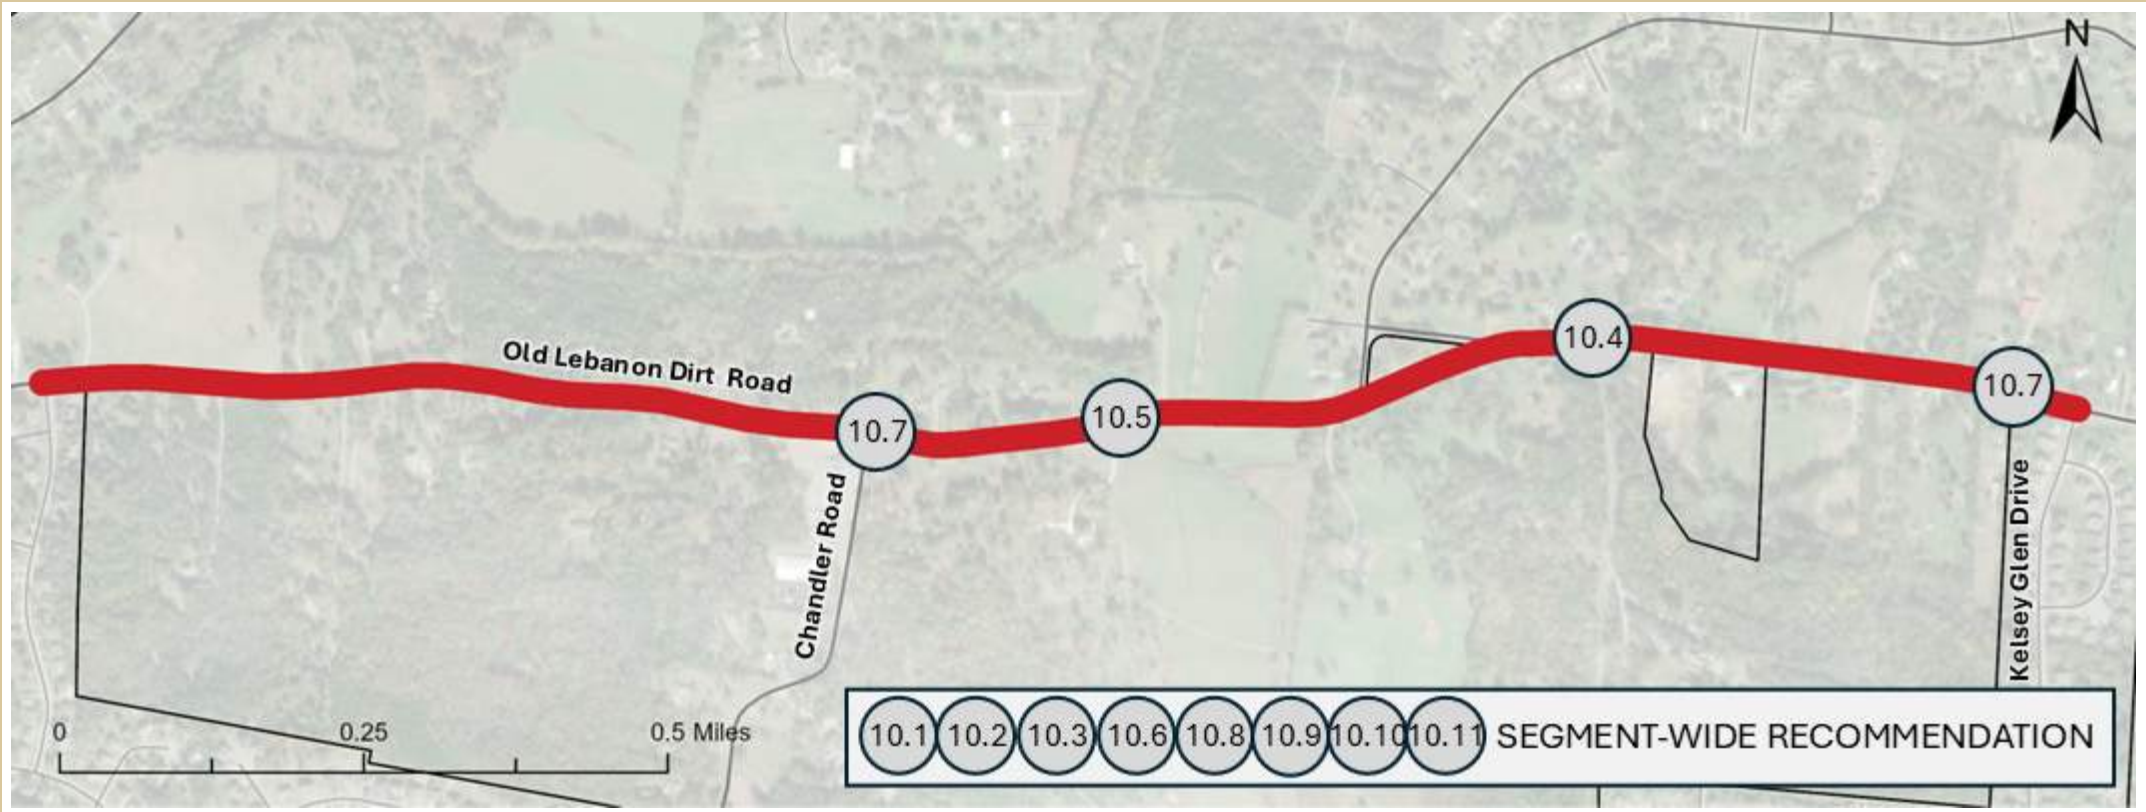 N
10.4
Old Lebanon Dirt Road
10.7
10.5
10.7
Chandler Road
Kelsey Glen Drive
0 0.25 0.5 Miles
10.1 10.2 10.3 10.6 10.8 10.9 10.10 10.11 SEGMENT-WIDE RECOMMENDATION